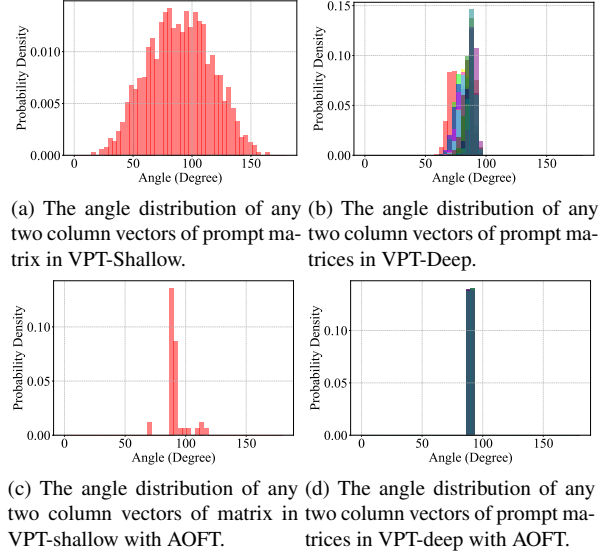 0.010
0.005
0.000
Probability Density
0
50
100
150
Angle (Degree)
0.15
0.10
0.05
0.00
Probability Density
0
50
100
150
Angle (Degree)
(a) The angle distribution of any
two column vectors of prompt ma-
trix in VPT-Shallow.
(b) The angle distribution of any
two column vectors of prompt ma-
trices in VPT-Deep.
0.10
0.05
0.00
Probability Density
0
50
100
150
Angle (Degree)
0.10
0.05
0.00
Probability Density
0
50
100
150
Angle (Degree)
(c) The angle distribution of any
two column vectors of matrix in
VPT-shallow with AOFT.
(d) The angle distribution of any
two column vectors of prompt ma-
trices in VPT-deep with AOFT.